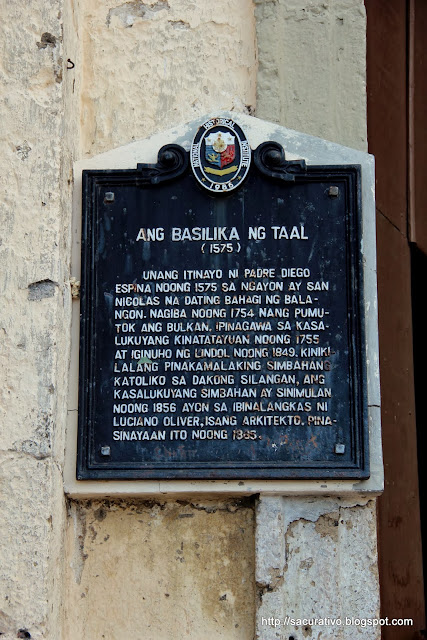 NATIONAL HISTORICAL INSTITUTE
1966
ANG BASILIKA NG TAAL
(1575)
UNANG ITINAYO NI PADRE DIEGO
ESPINA NOONG 1575 SA NGAYON AY SAN
NICOLAS NA DATING BAHAGI NG BALA-
NGON. NAGIBA NOONG 1754 NANG PUMU-
TOK ANG BULKAN. IPINAGAWA SA KASA-
LUKUYANG KINATATAYUAN NOONG 1755
AT IGINUHO NG LINDOL NOONG 1849. KINIKI-
LALANG PINAKAMALAKING SIMBAHANG
KATOLIKO SA DAKONG SILANGAN, ANG
KASALUKUYANG SIMBAHAN AY SINIMULAN
NOONG 1856 AYON SA IBINALANGKAS NI
LUCIANO OLIVER, ISANG ARKITEKTO. PINA-
SINAYAAN ITO NOONG 1865.
http://sacurativo.blogspot.com